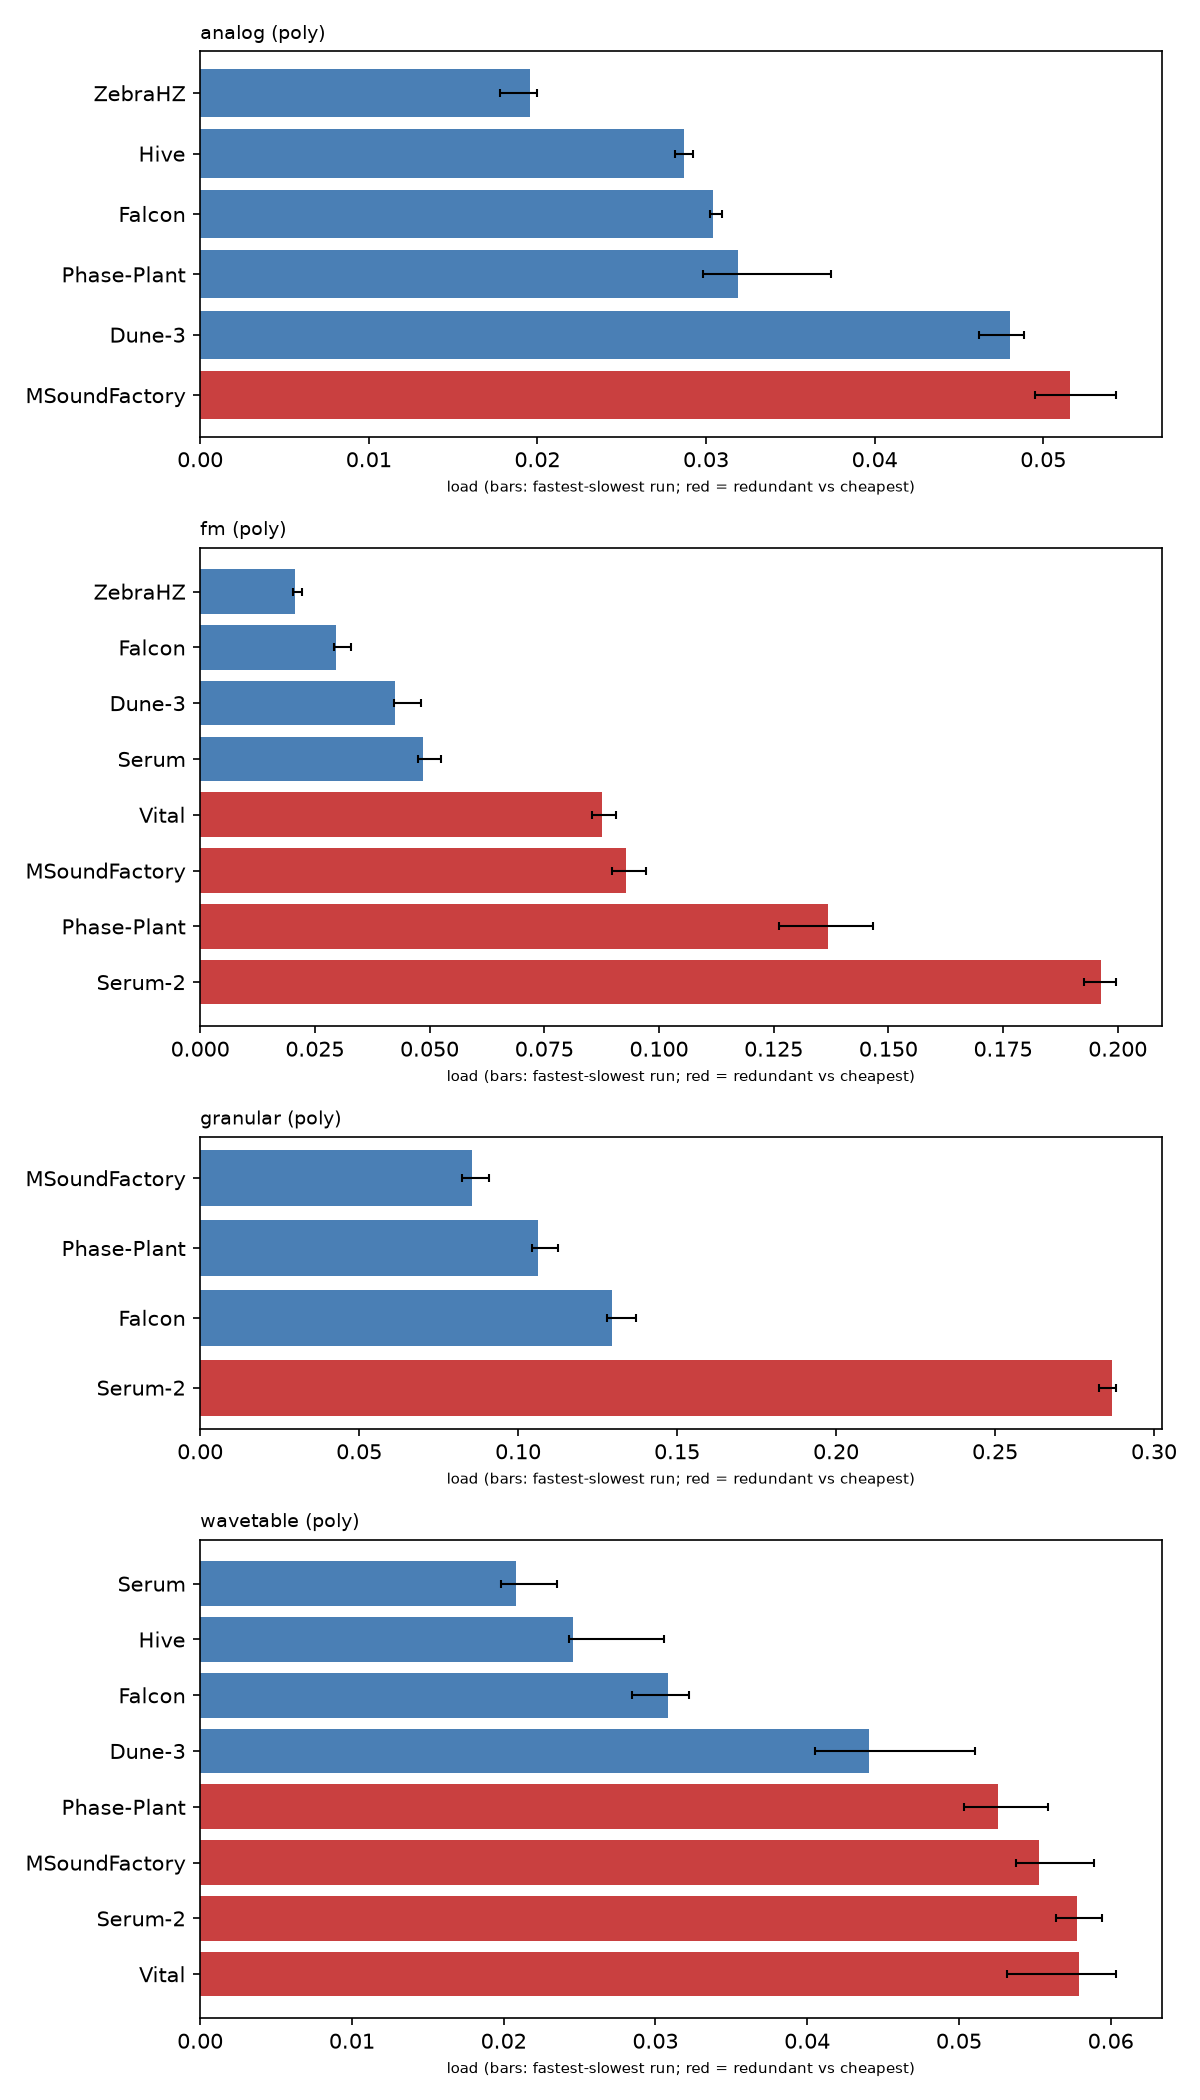 analog (poly)
ZebraHZ
Hive
Falcon
Phase-Plant
Dune-3
MSoundFactory
0.00 0.01 0.02 0.03 0.04 0.05
load (bars: fastest-slowest run; red = redundant vs cheapest)
fm (poly)
ZebraHZ
Falcon
Dune-3
Serum
Vital
MSoundFactory
Phase-Plant
Serum-2
0.000 0.025 0.050 0.075 0.100 0.125 0.150 0.175 0.200
load (bars: fastest-slowest run; red = redundant vs cheapest)
granular (poly)
MSoundFactory
Phase-Plant
Falcon
Serum-2
0.00 0.05 0.10 0.15 0.20 0.25 0.30
load (bars: fastest-slowest run; red = redundant vs cheapest)
wavetable (poly)
Serum
Hive
Falcon
Dune-3
Phase-Plant
MSoundFactory
Serum-2
Vital
0.00 0.01 0.02 0.03 0.04 0.05 0.06
load (bars: fastest-slowest run; red = redundant vs cheapest)